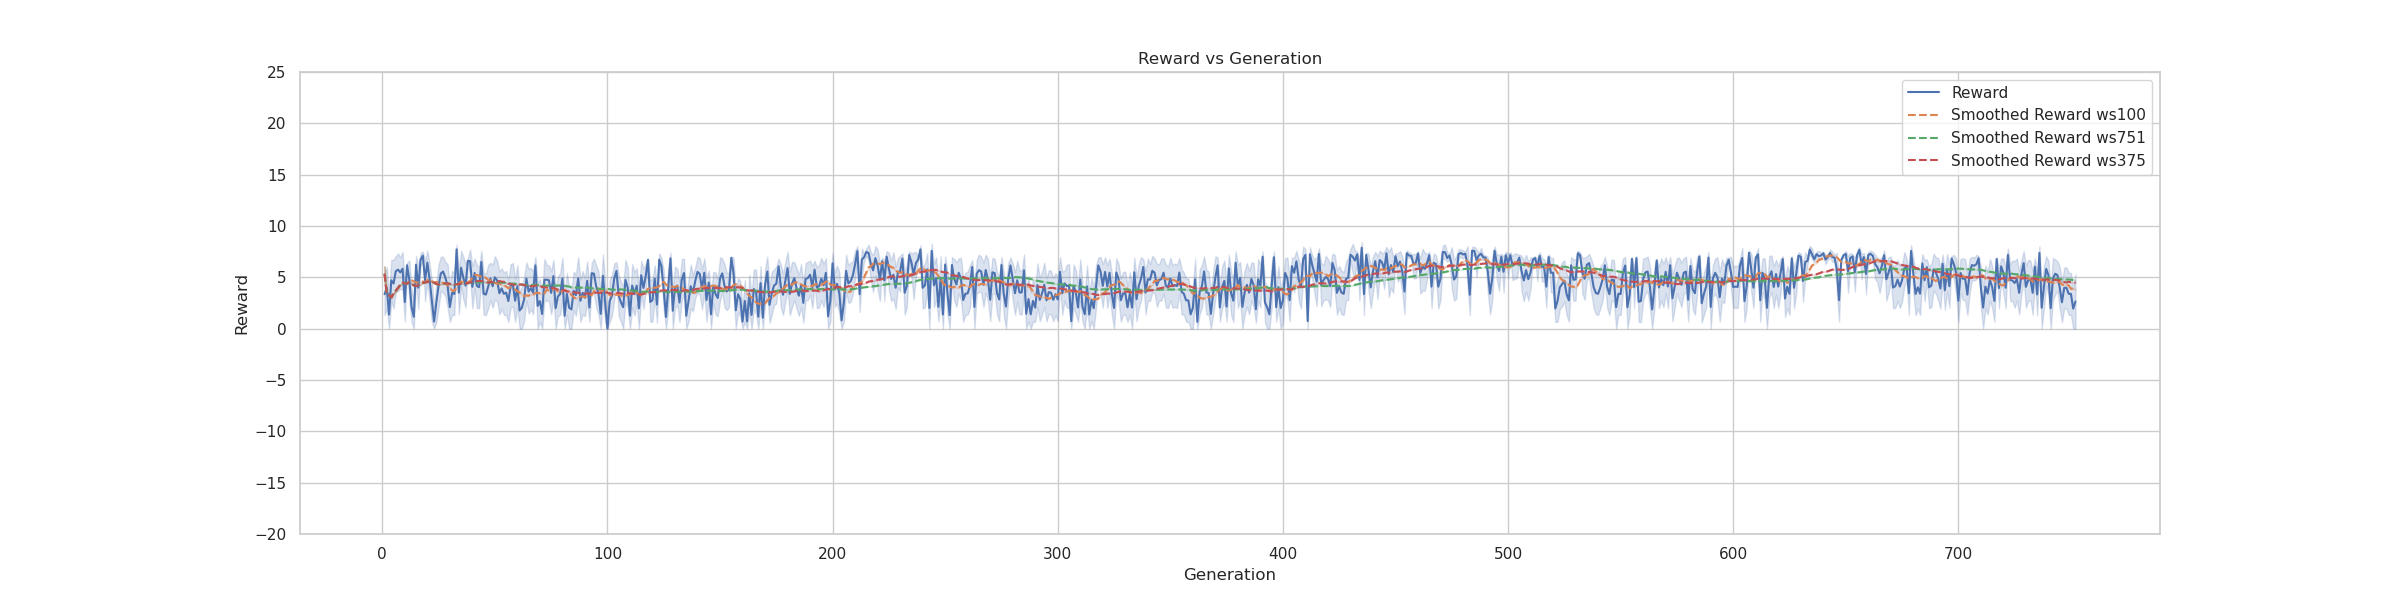 Reward vs Generation
25
20
15
10
5
0
−5
−10
−15
−20
Reward
Reward
Smoothed Reward ws100
Smoothed Reward ws751
Smoothed Reward ws375
0 100 200 300 400 500 600 700
Generation